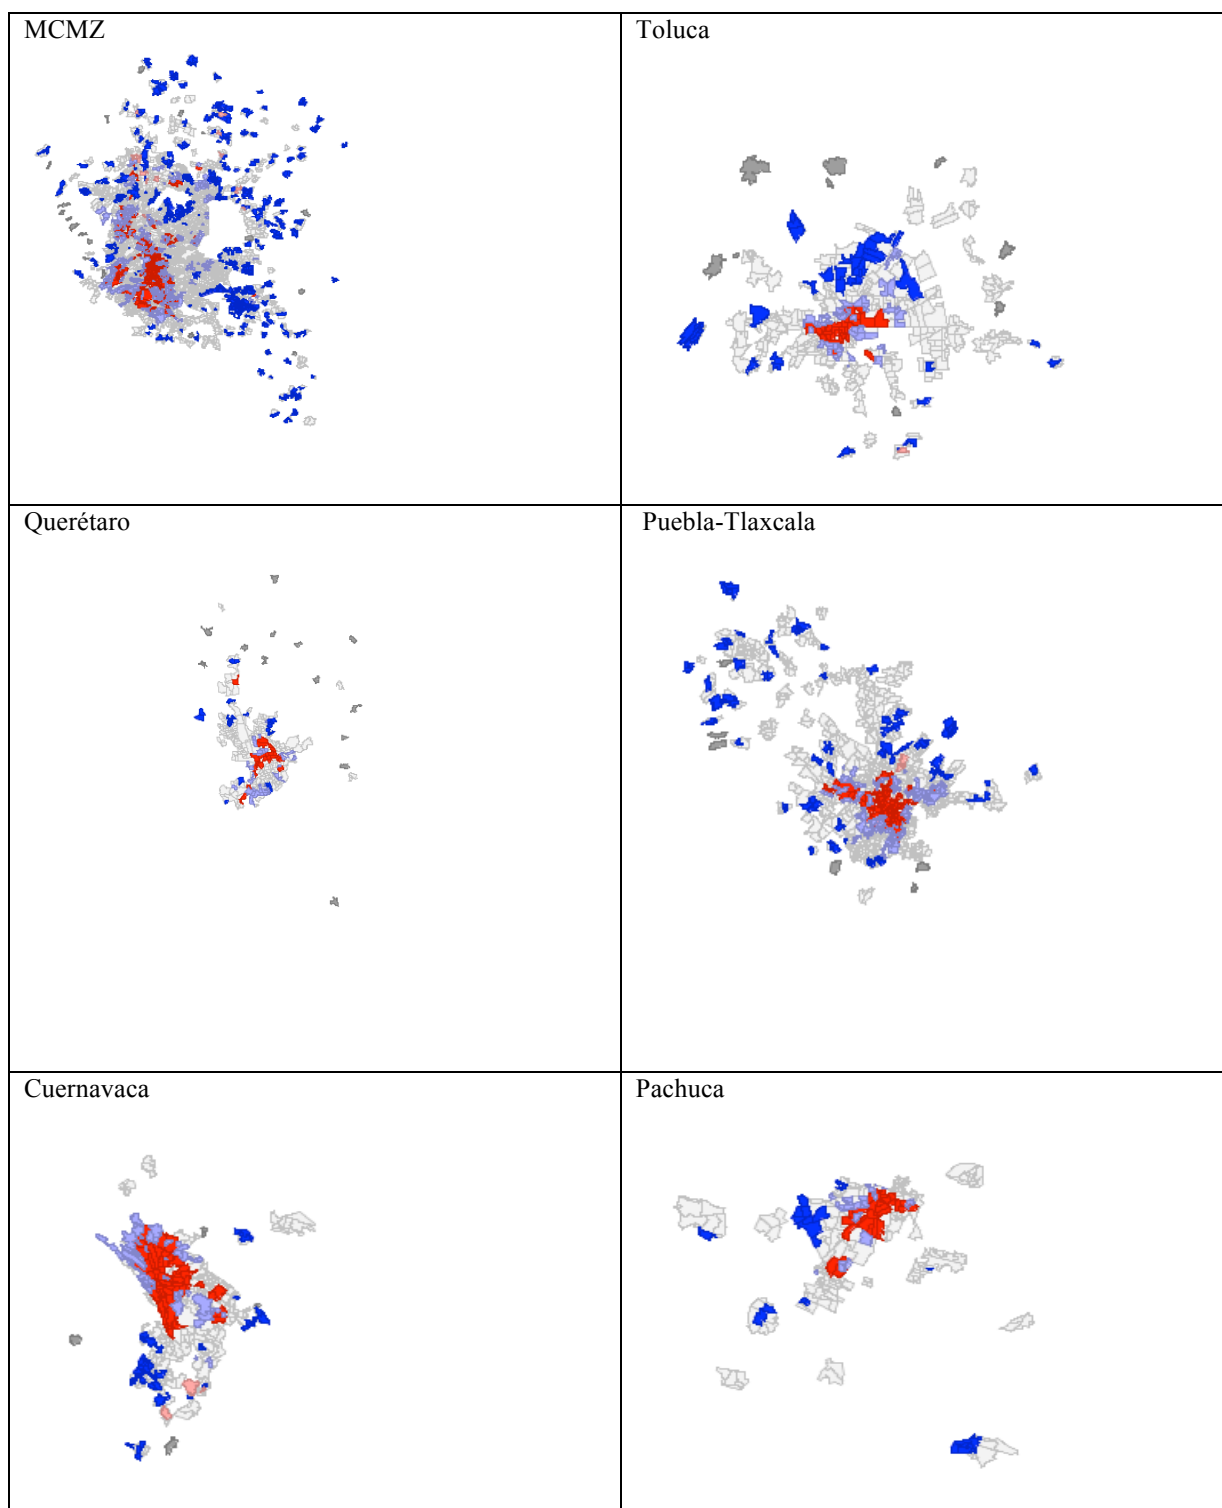 MCMZ
Toluca
Querétaro
Puebla-Tlaxcala
Cuernavaca
Pachuca